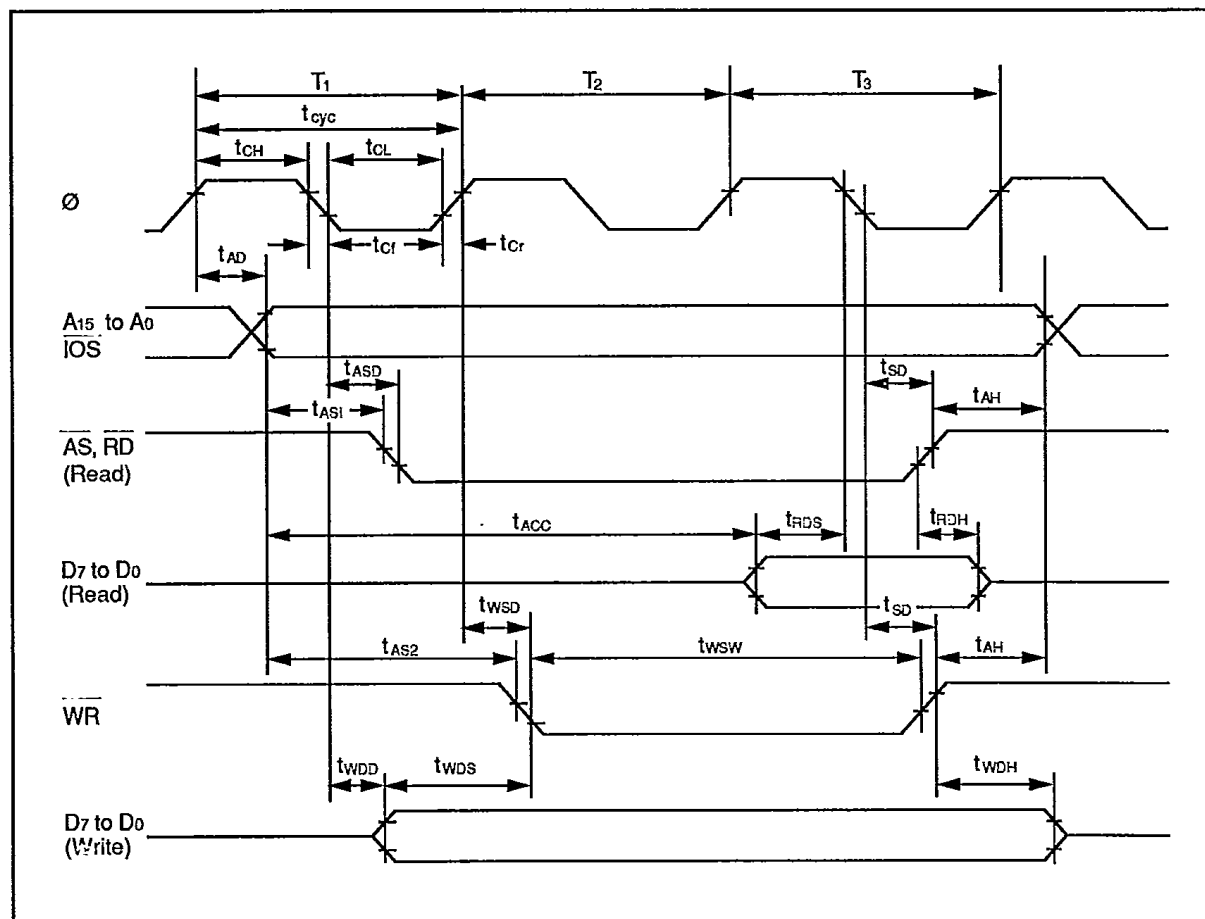 T1 T2 T3
tcyc
tCH tCL
Ø
tAD tCf tCr
A15 to A0
IOS
tASD tSD
tASI tAH
AS, RD
(Read)
tACC tRDS tRDH
D7 to D0
(Read)
tWSD tSD
tAS2 tWSW tAH
WR
tWDD tWDS tWDH
D7 to D0
(Write)